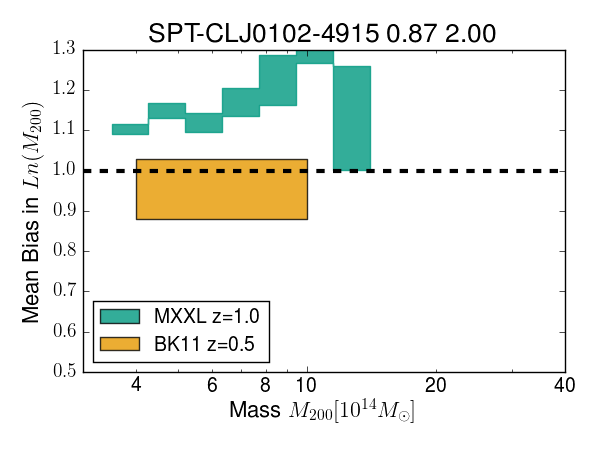 SPT-CLJ0102-4915 0.87 2.00
1.3
1.2
1.1
1.0
0.9
0.8
0.7
0.6
0.5
Mean Bias in Ln(M₂₀₀)
MXXL z=1.0
BK11 z=0.5
4 6 8 10 20 40
Mass M₂₀₀[10¹⁴M☉]